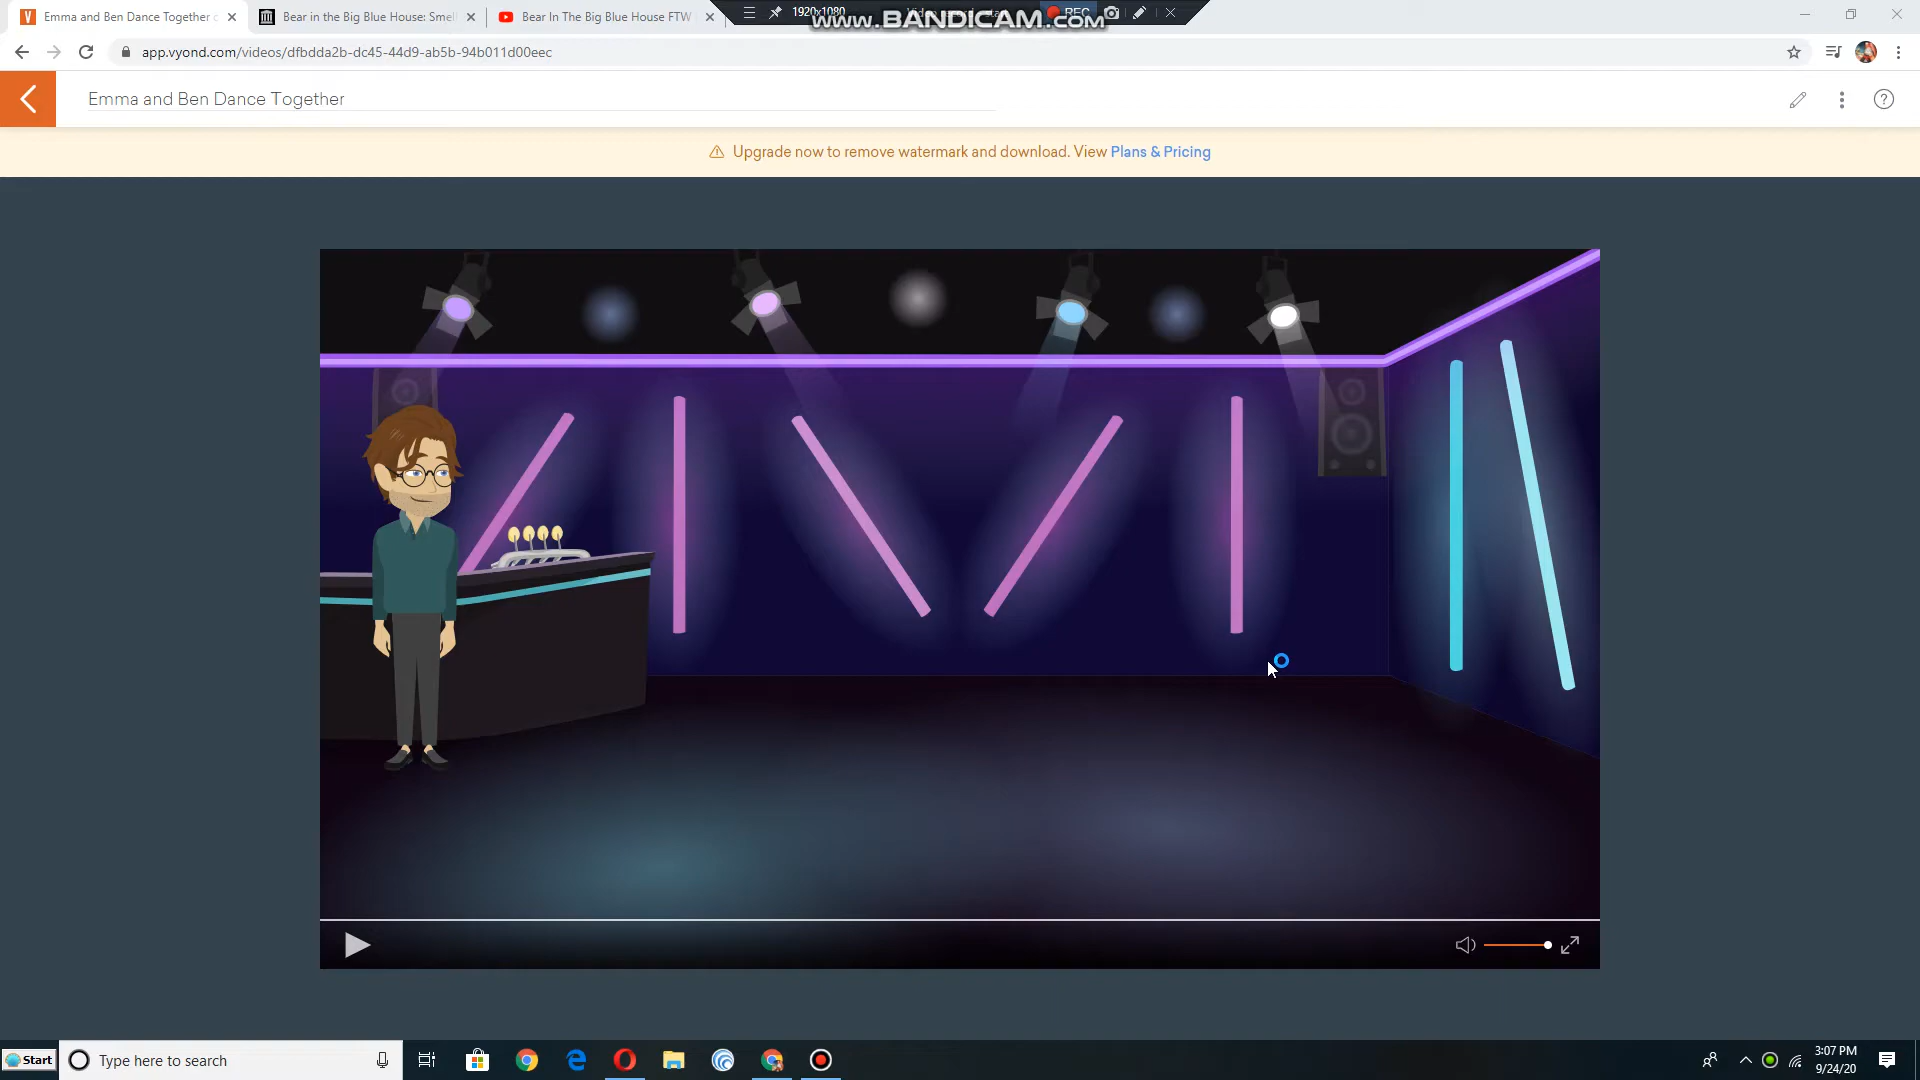 Emma and Ben Dance Together
Bear in the Big Blue House: Smel
Bear In The Big Blue House FTW
1920x1080
REC
www.BANDICAM.com
app.vyond.com/videos/dfbdda2b-dc45-44d9-ab5b-94b011d00eec
Emma and Ben Dance Together
Upgrade now to remove watermark and download. View Plans & Pricing
Start
Type here to search
3:07 PM
9/24/20